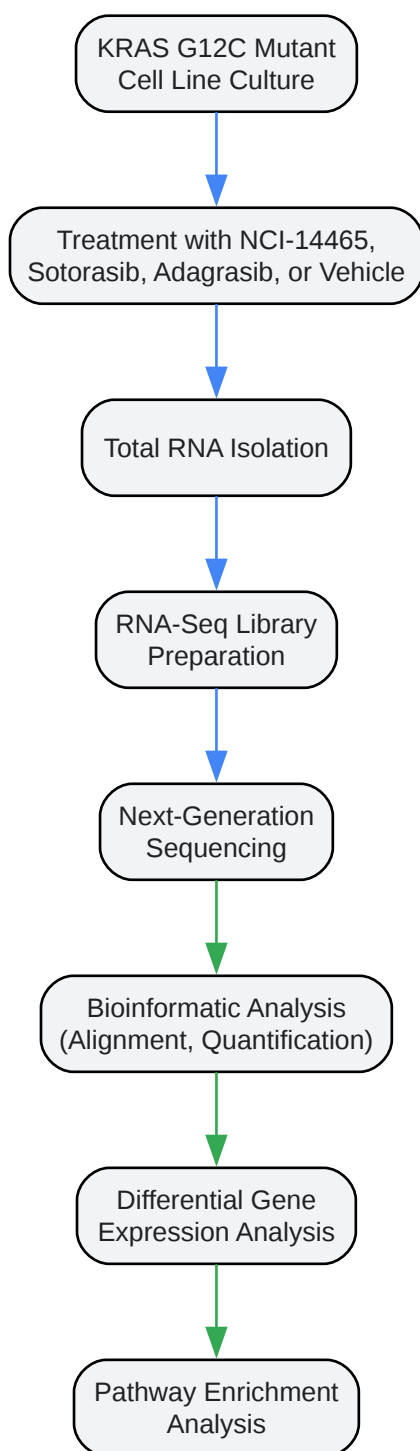 KRAS G12C Mutant
Cell Line Culture
Treatment with NCI-14465,
Sotorasib, Adagrasib, or Vehicle
Total RNA Isolation
RNA-Seq Library
Preparation
Next-Generation
Sequencing
Bioinformatic Analysis
(Alignment, Quantification)
Differential Gene
Expression Analysis
Pathway Enrichment
Analysis